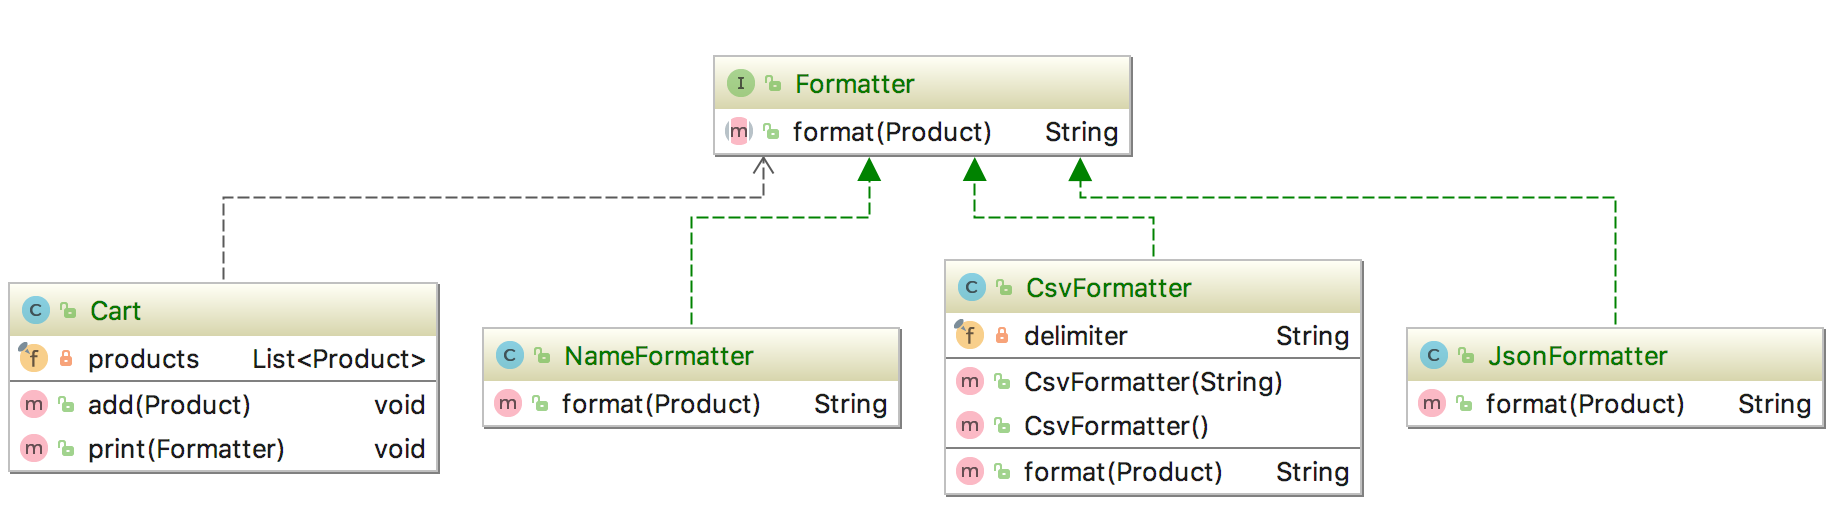 I Formatter
m format(Product) String
C Cart
f products List<Product>
m add(Product) void
m print(Formatter) void
C NameFormatter
m format(Product) String
C CsvFormatter
f delimiter String
m CsvFormatter(String)
m CsvFormatter()
m format(Product) String
C JsonFormatter
m format(Product) String